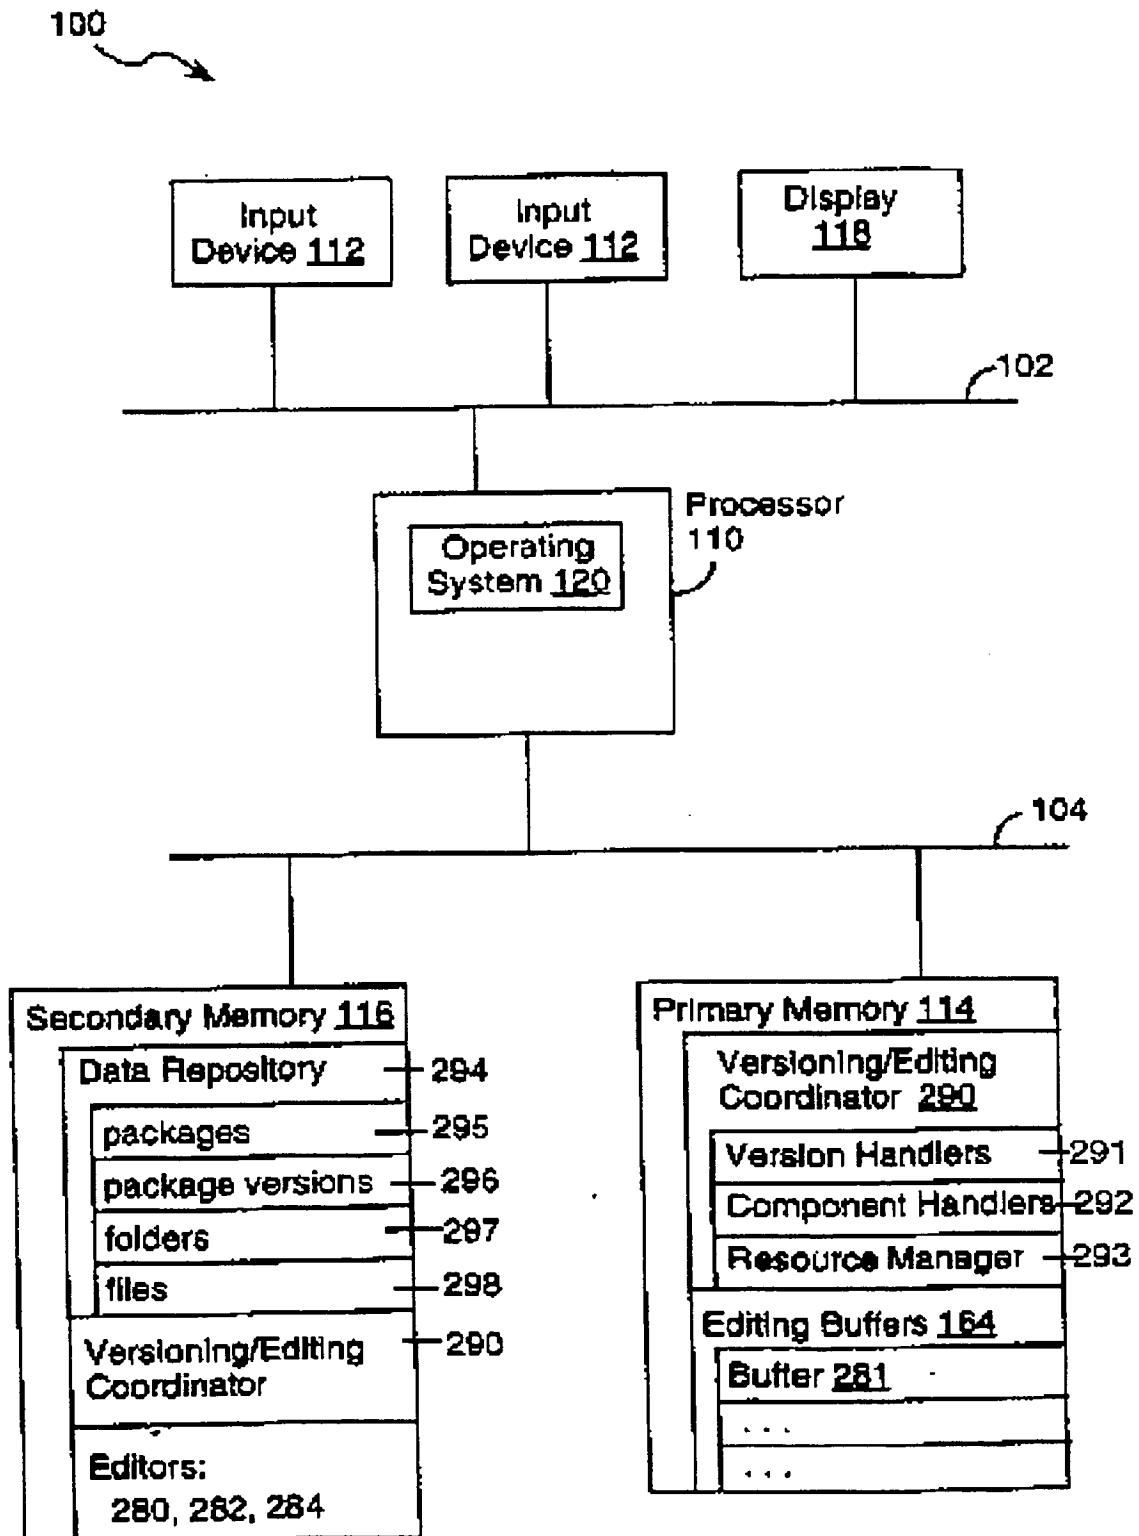 100
Input
Device 112
Input
Device 112
Display
118
102
Processor
110
Operating
System 120
104
Secondary Memory 116
Data Repository 294
packages 295
package versions 296
folders 297
files 298
Versioning/Editing 290
Coordinator
Editors:
280, 282, 284
Primary Memory 114
Versioning/Editing
Coordinator 290
Version Handlers 291
Component Handlers 292
Resource Manager 293
Editing Buffers 164
Buffer 281
...
...